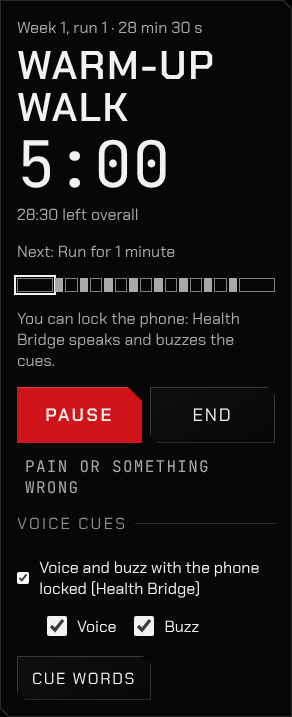 Week 1, run 1 · 28 min 30 s
WARM-UP
WALK
5:00
28:30 left overall
Next: Run for 1 minute
You can lock the phone: Health
Bridge speaks and buzzes the
cues.
PAUSE
END
PAIN OR SOMETHING
WRONG
VOICE CUES
Voice and buzz with the phone
locked (Health Bridge)
Voice
Buzz
CUE WORDS